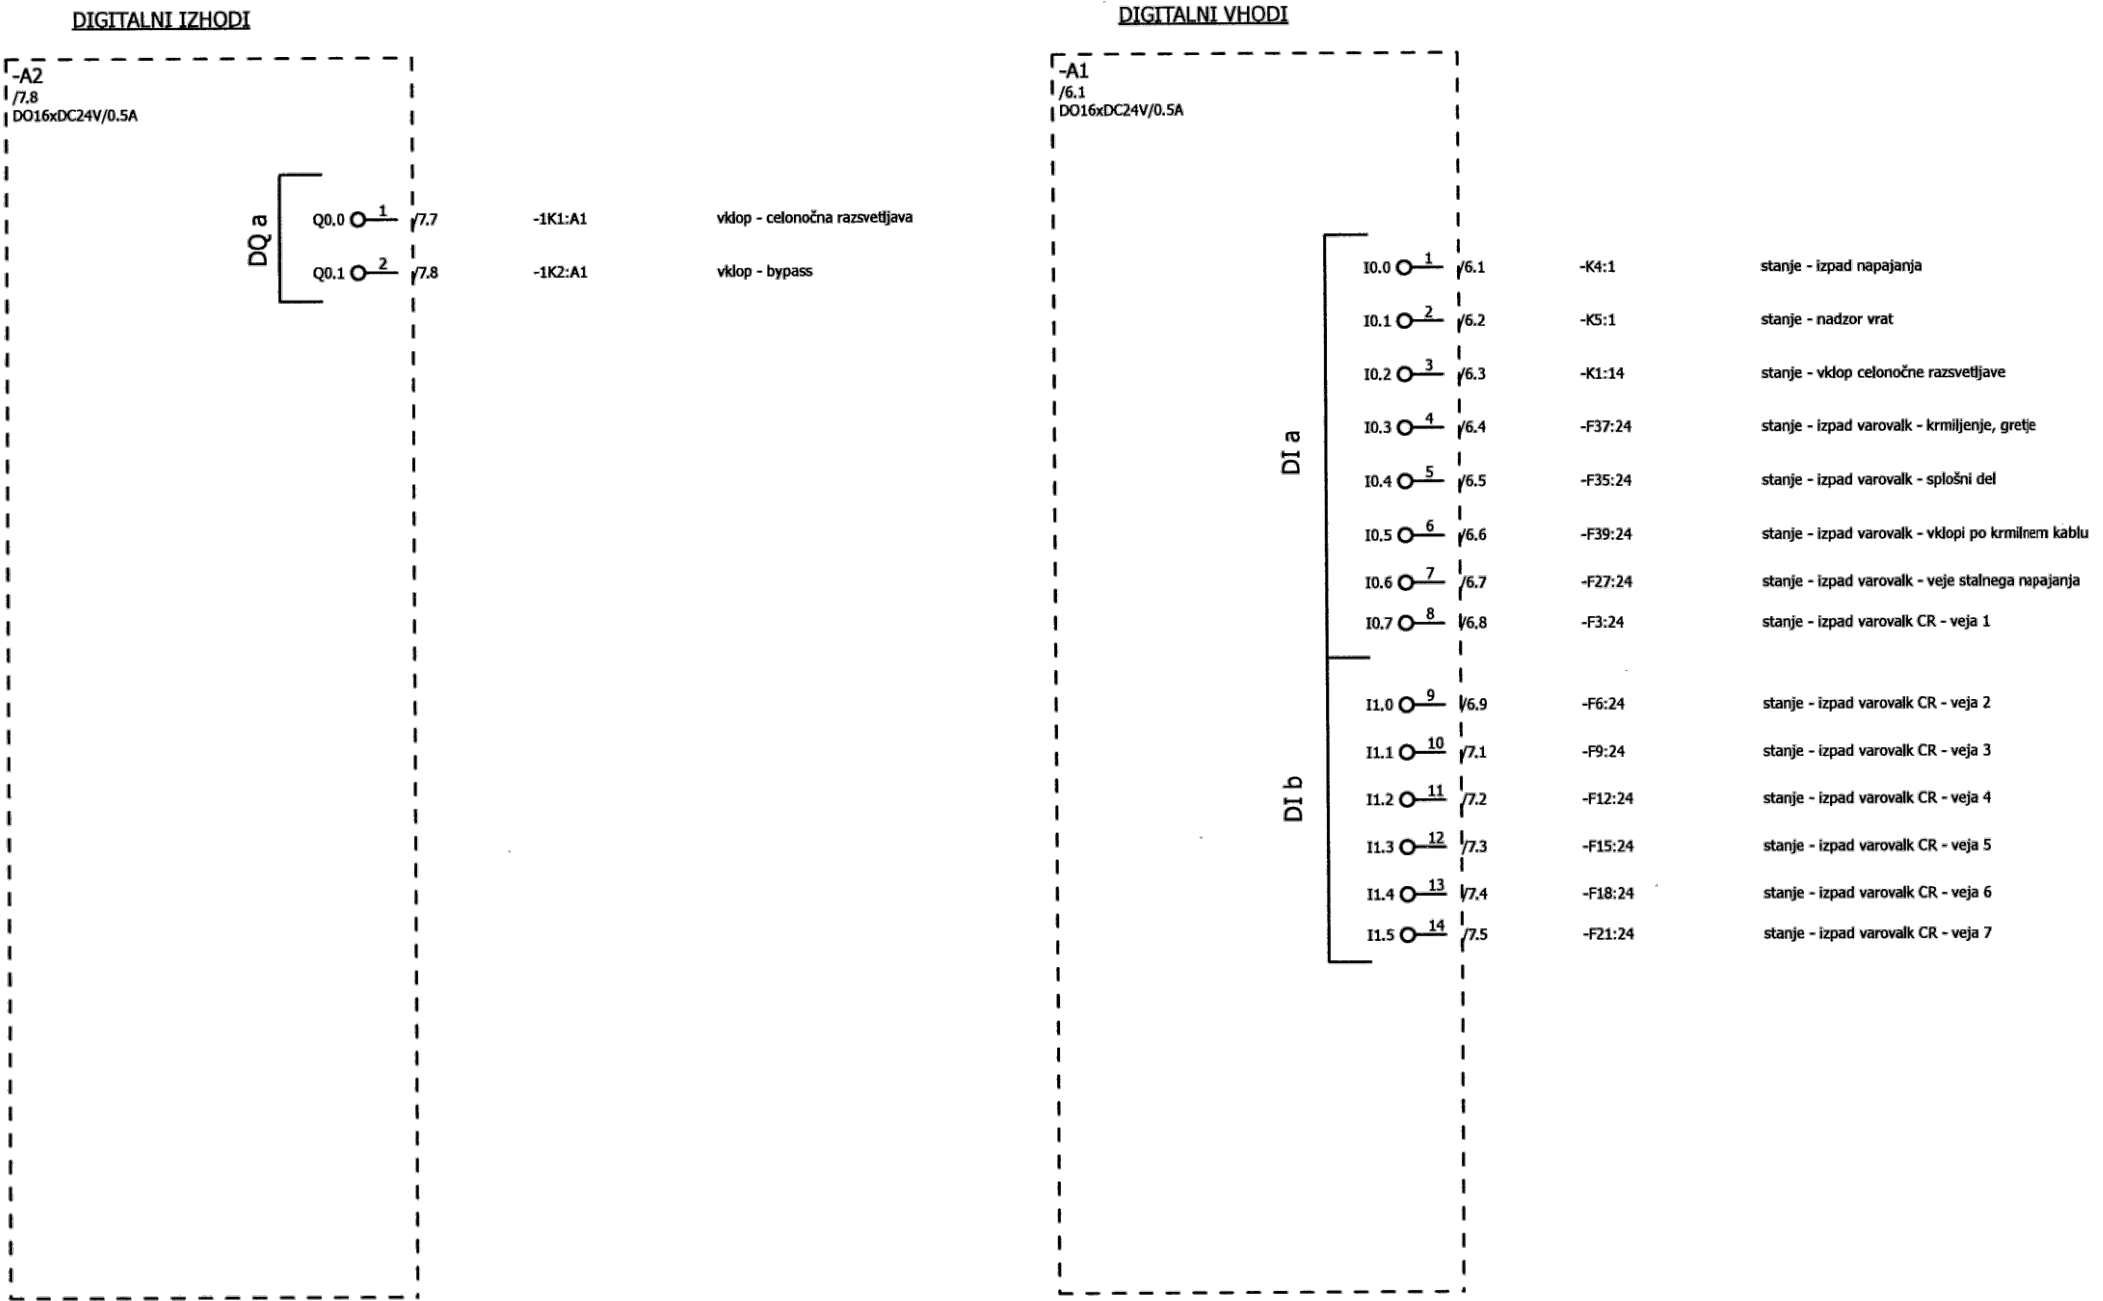 DIGITALNI IZHODI
-A2
/7.8
DO16xDC24V/0.5A
DQ a
Q0.0 1 /7.7 -1K1:A1 vklop - celonočna razsvetljava
Q0.1 2 /7.8 -1K2:A1 vklop - bypass
DIGITALNI VHODI
-A1
/6.1
DO16xDC24V/0.5A
DI a
I0.0 1 /6.1 -K4:1 stanje - izpad napajanja
I0.1 2 /6.2 -K5:1 stanje - nadzor vrat
I0.2 3 /6.3 -K1:14 stanje - vklop celonočne razsvetljave
I0.3 4 /6.4 -F37:24 stanje - izpad varovalk - krmiljenje, gretje
I0.4 5 /6.5 -F35:24 stanje - izpad varovalk - splošni del
I0.5 6 /6.6 -F39:24 stanje - izpad varovalk - vklopi po krmilnem kablu
I0.6 7 /6.7 -F27:24 stanje - izpad varovalk - veje stalnega napajanja
I0.7 8 /6.8 -F3:24 stanje - izpad varovalk CR - veja 1
DI b
I1.0 9 /6.9 -F6:24 stanje - izpad varovalk CR - veja 2
I1.1 10 /7.1 -F9:24 stanje - izpad varovalk CR - veja 3
I1.2 11 /7.2 -F12:24 stanje - izpad varovalk CR - veja 4
I1.3 12 /7.3 -F15:24 stanje - izpad varovalk CR - veja 5
I1.4 13 /7.4 -F18:24 stanje - izpad varovalk CR - veja 6
I1.5 14 /7.5 -F21:24 stanje - izpad varovalk CR - veja 7